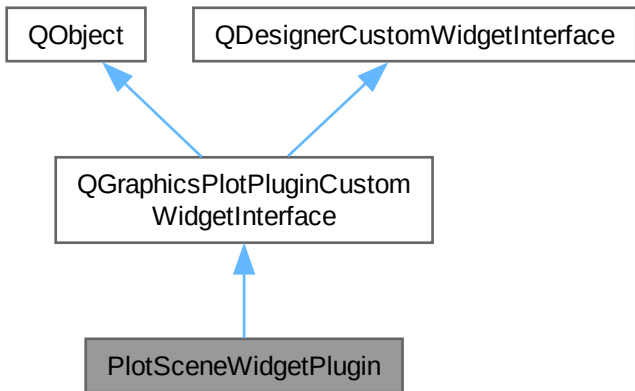 QObject
QDesignerCustomWidgetInterface
QGraphicsPlotPluginCustom
WidgetInterface
PlotSceneWidgetPlugin